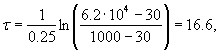 τ = 1/0.25 ln((6.2·10⁴ − 30)/(1000 − 30)) = 16.6,